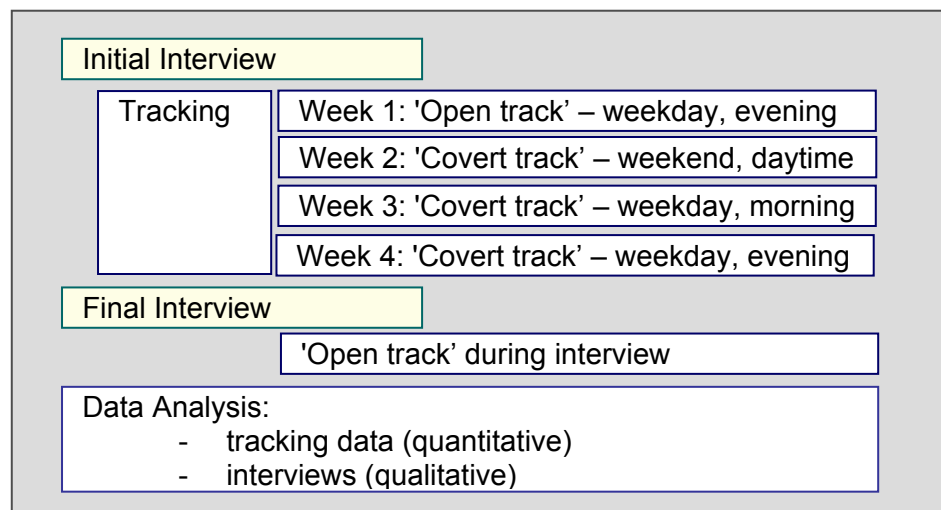 Initial Interview
Tracking
Week 1: 'Open track’ – weekday, evening
Week 2: 'Covert track’ – weekend, daytime
Week 3: 'Covert track’ – weekday, morning
Week 4: 'Covert track’ – weekday, evening
Final Interview
'Open track’ during interview
Data Analysis:
- tracking data (quantitative)
- interviews (qualitative)